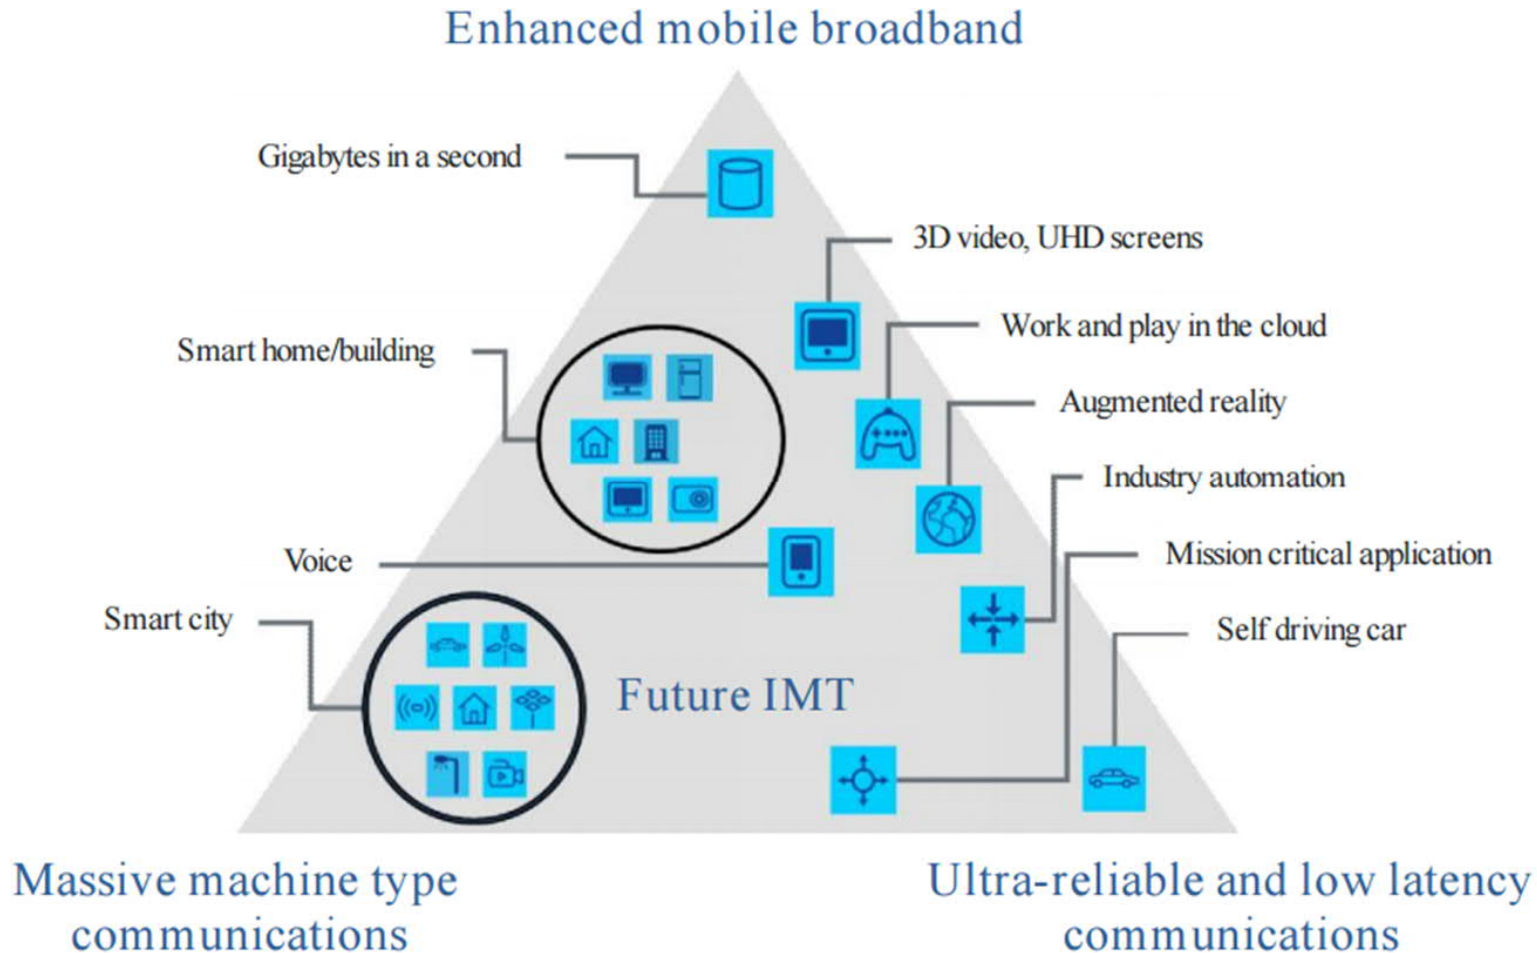 Enhanced mobile broadband
Gigabytes in a second
3D video, UHD screens
Work and play in the cloud
Smart home/building
Augmented reality
Industry automation
Voice
Mission critical application
Smart city
Self driving car
Future IMT
Massive machine type
communications
Ultra-reliable and low latency
communications